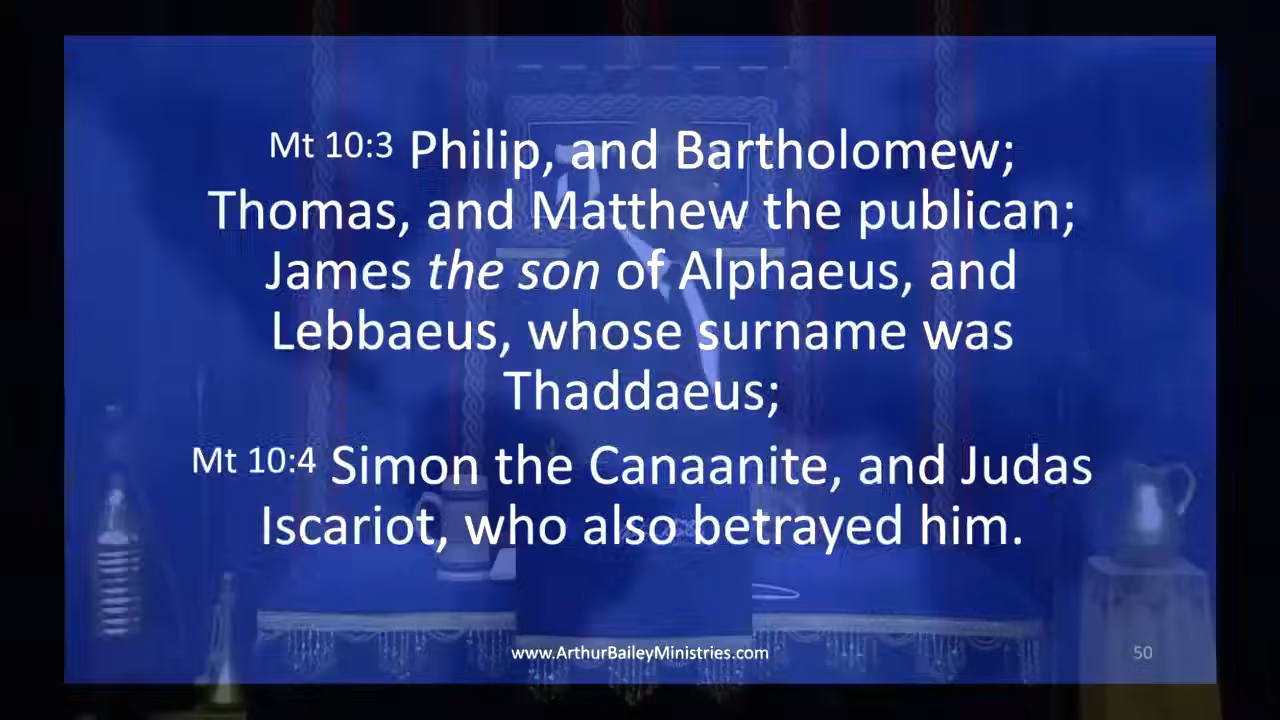 Mt 10:3 Philip, and Bartholomew;
Thomas, and Matthew the publican;
James the son of Alphaeus, and
Lebbaeus, whose surname was
Thaddaeus;
Mt 10:4 Simon the Canaanite, and Judas
Iscariot, who also betrayed him.
www.ArthurBaileyMinistries.com
50